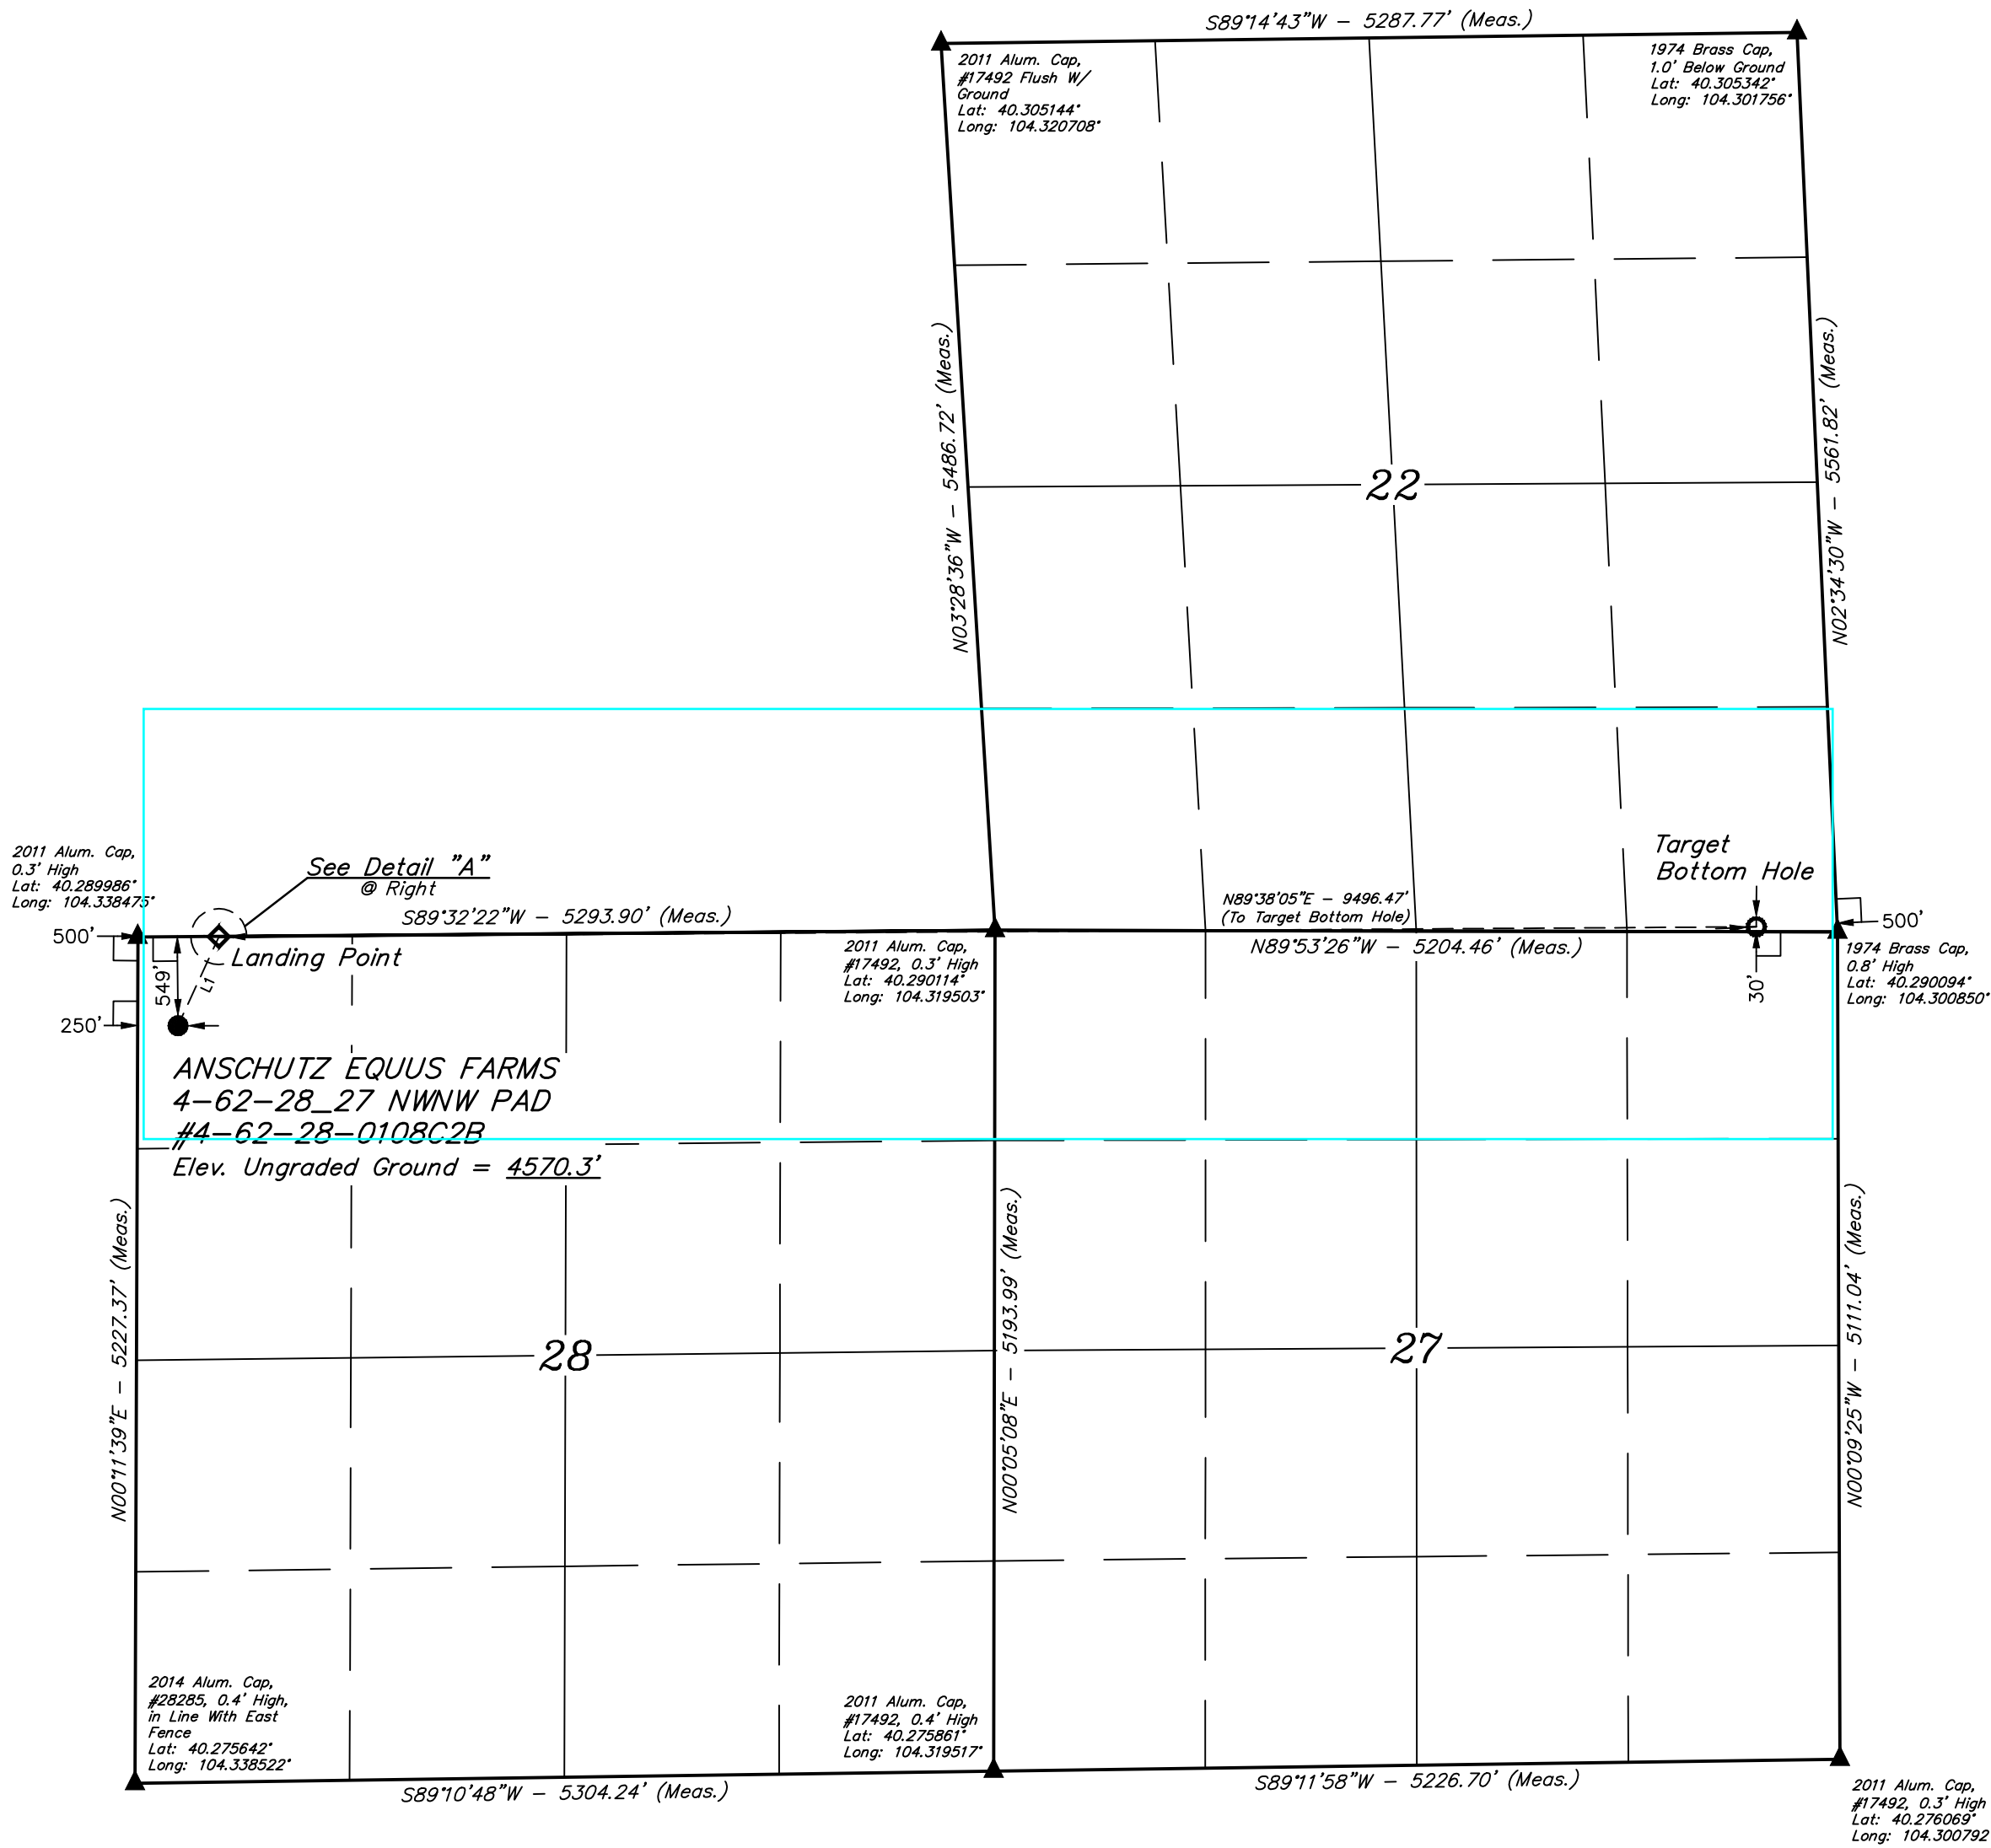 S89°14'43"W - 5287.77' (Meas.)
2011 Alum. Cap,
#17492 Flush W/
Ground
Lat: 40.305144°
Long: 104.320708°
1974 Brass Cap,
1.0' Below Ground
Lat: 40.305342°
Long: 104.301756°
N03°28'36"W - 5486.72' (Meas.)
22
N02°34'30"W - 5561.82' (Meas.)
2011 Alum. Cap,
0.3' High
Lat: 40.289986°
Long: 104.338475°
See Detail "A"
@ Right
S89°32'22"W - 5293.90' (Meas.)
Target
Bottom Hole
N89°38'05"E - 9496.47'
(To Target Bottom Hole)
500'
500'
Landing Point
549'
L1
250'
2011 Alum. Cap,
#17492, 0.3' High
Lat: 40.290114°
Long: 104.319503°
N89°53'26"W - 5204.46' (Meas.)
30'
1974 Brass Cap,
0.8' High
Lat: 40.290094°
Long: 104.300850°
ANSCHUTZ EQUUS FARMS
4-62-28_27 NWNW PAD
#4-62-28-0108C2B
Elev. Ungraded Ground = 4570.3'
N00°11'39"E - 5227.37' (Meas.)
28
N00°05'08"E - 5193.99' (Meas.)
27
N00°09'25"W - 5111.04' (Meas.)
2014 Alum. Cap,
#28285, 0.4' High,
in Line With East
Fence
Lat: 40.275642°
Long: 104.338522°
2011 Alum. Cap,
#17492, 0.4' High
Lat: 40.275861°
Long: 104.319517°
S89°10'48"W - 5304.24' (Meas.)
S89°11'58"W - 5226.70' (Meas.)
2011 Alum. Cap,
#17492, 0.3' High
Lat: 40.276069°
Long: 104.300792